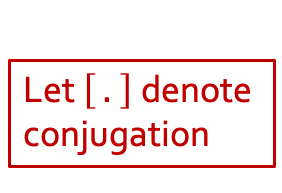 Let [ . ] denote
conjugation